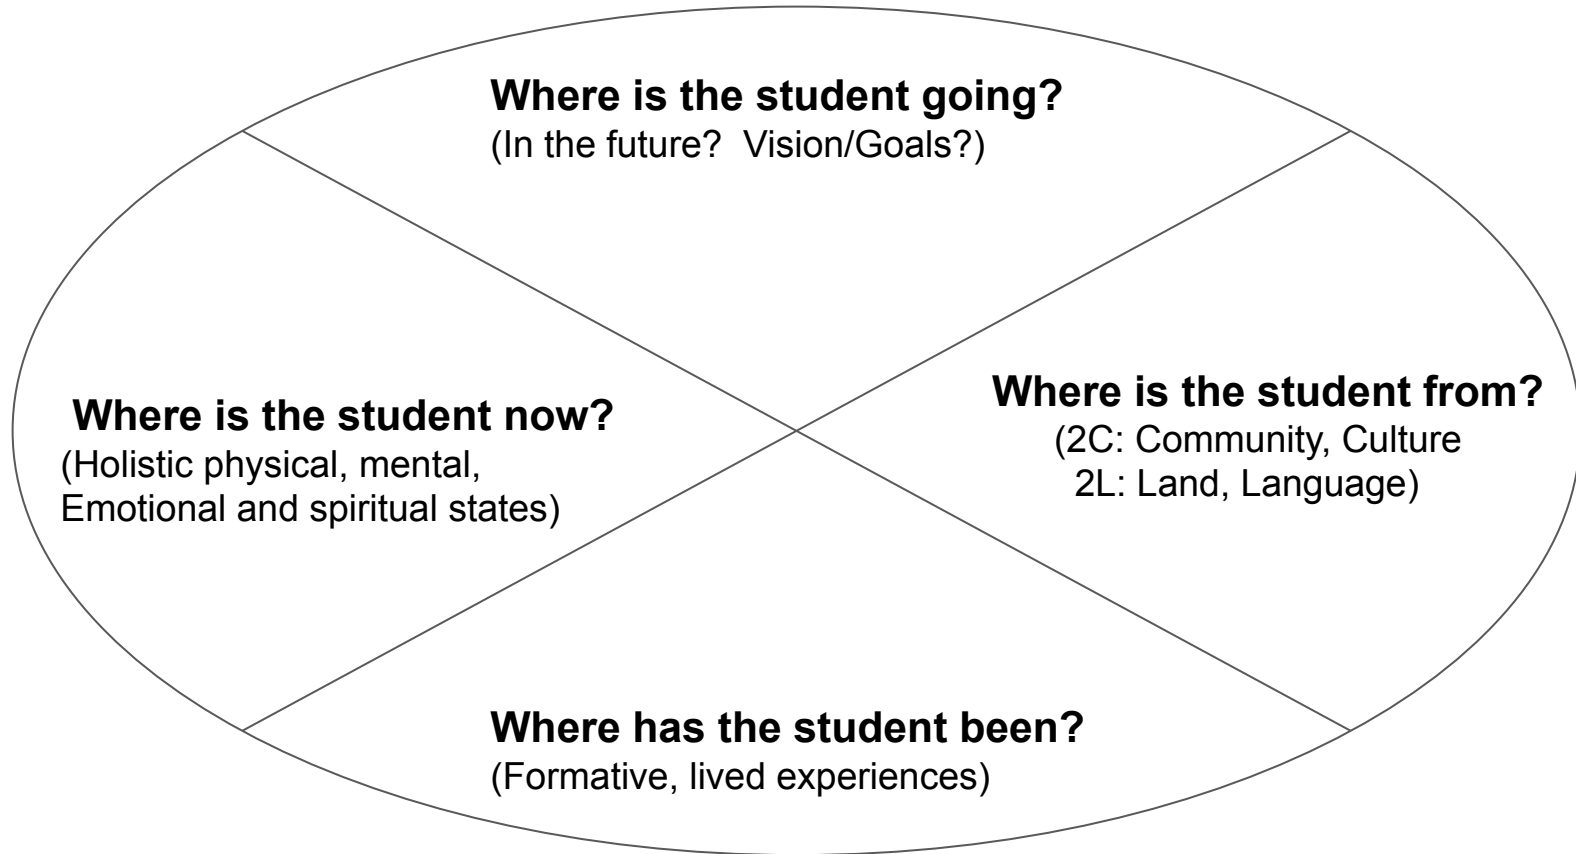 Where is the student going?
(In the future?  Vision/Goals?)
Where is the student now?
(Holistic physical, mental,
Emotional and spiritual states)
Where is the student from?
(2C: Community, Culture
2L: Land, Language)
Where has the student been?
(Formative, lived experiences)